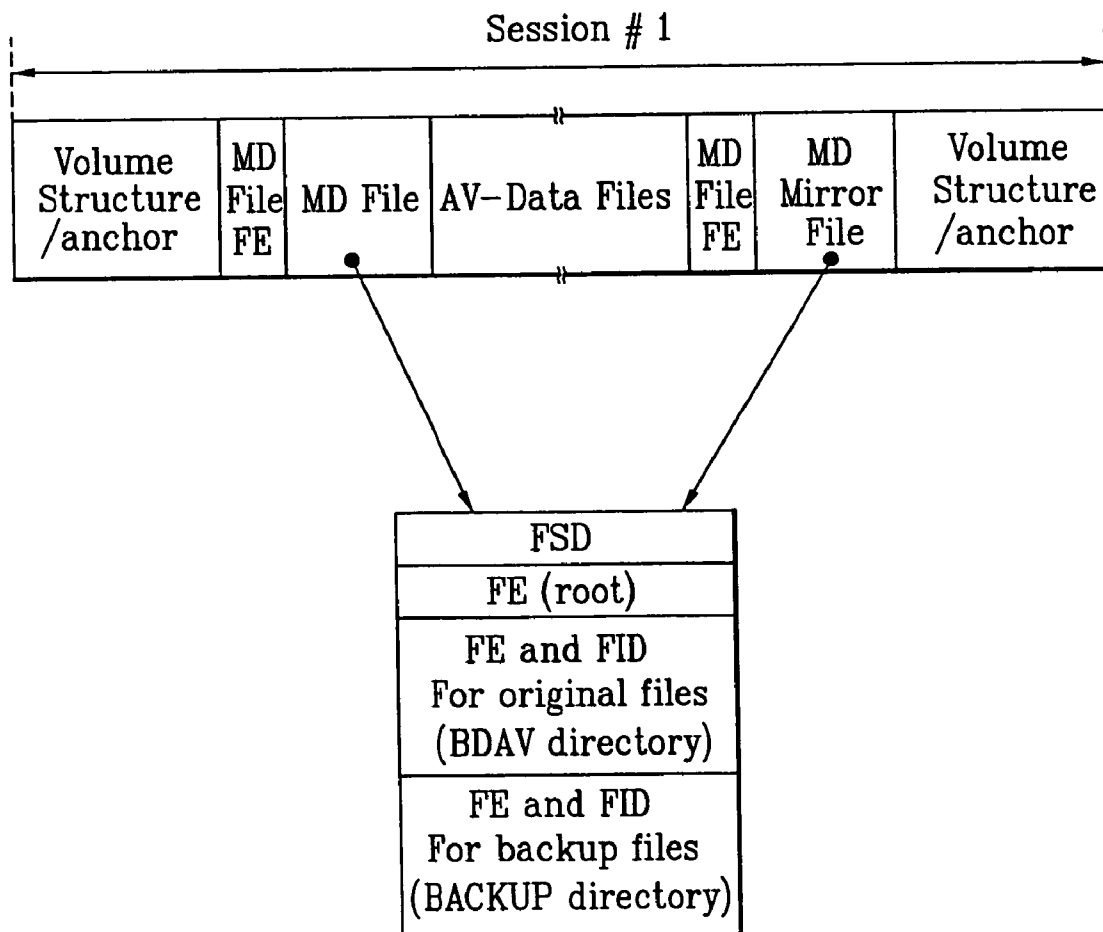 Session # 1
Volume
Structure
/anchor
MD
File
FE
MD File
AV-Data Files
MD
File
FE
MD
Mirror
File
Volume
Structure
/anchor
FSD
FE (root)
FE and FID
For original files
(BDAV directory)
FE and FID
For backup files
(BACKUP directory)